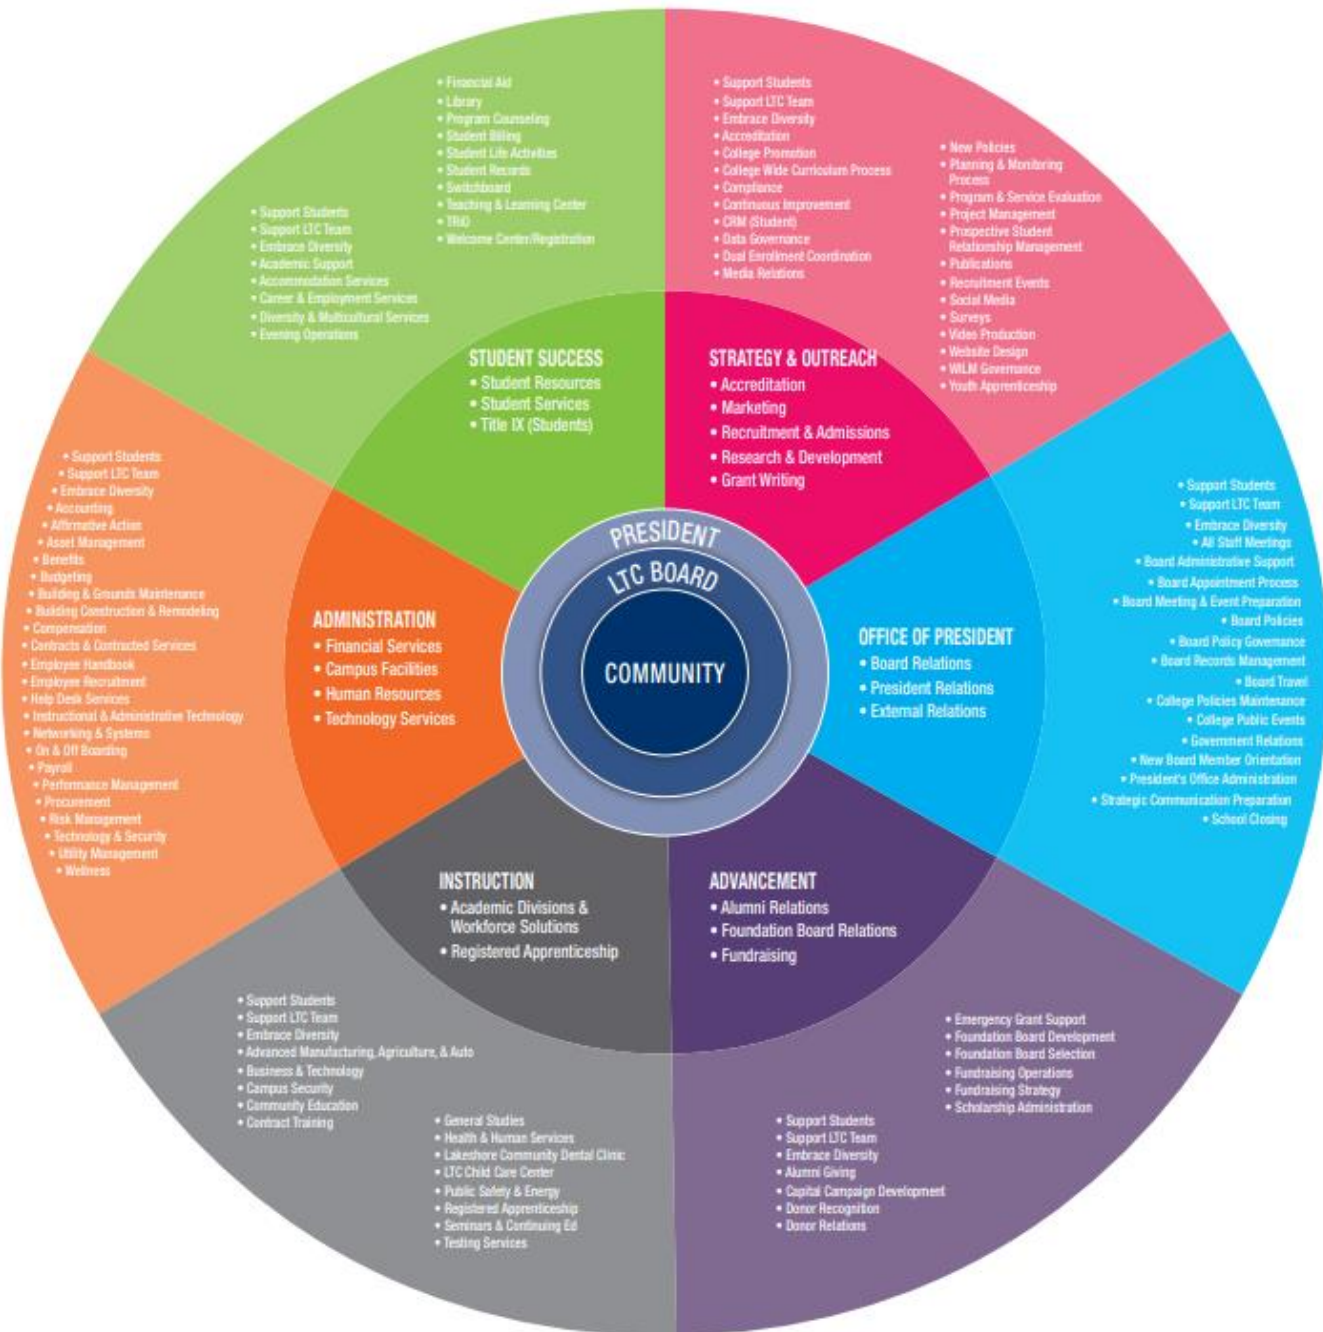 PRESIDENT
LTC BOARD
COMMUNITY
STUDENT SUCCESS
• Student Resources
• Student Services
• Title IX (Students)
• Support Students
• Support LTC Team
• Embrace Diversity
• Academic Support
• Accommodation Services
• Career & Employment Services
• Diversity & Multicultural Services
• Evening Operations
• Financial Aid
• Library
• Program Counseling
• Student Billing
• Student Life Activities
• Student Records
• Switchboard
• Teaching & Learning Center
• TRiO
• Welcome Center/Registration
STRATEGY & OUTREACH
• Accreditation
• Marketing
• Recruitment & Admissions
• Research & Development
• Grant Writing
• Support Students
• Support LTC Team
• Embrace Diversity
• Accreditation
• College Promotion
• College Wide Curriculum Process
• Compliance
• Continuous Improvement
• CRM (Student)
• Data Governance
• Dual Enrollment Coordination
• Media Relations
• New Policies
• Planning & Monitoring
Process
• Program & Service Evaluation
• Project Management
• Prospective Student
Relationship Management
• Publications
• Recruitment Events
• Social Media
• Surveys
• Video Production
• Website Design
• WILM Governance
• Youth Apprenticeship
OFFICE OF PRESIDENT
• Board Relations
• President Relations
• External Relations
• Support Students
• Support LTC Team
• Embrace Diversity
• All Staff Meetings
• Board Administrative Support
• Board Appointment Process
• Board Meeting & Event Preparation
• Board Policies
• Board Policy Governance
• Board Records Management
• Board Travel
• College Policies Maintenance
• College Public Events
• Government Relations
• New Board Member Orientation
• President's Office Administration
• Strategic Communication Preparation
• School Closing
ADVANCEMENT
• Alumni Relations
• Foundation Board Relations
• Fundraising
• Support Students
• Support LTC Team
• Embrace Diversity
• Alumni Giving
• Capital Campaign Development
• Donor Recognition
• Donor Relations
• Emergency Grant Support
• Foundation Board Development
• Foundation Board Selection
• Fundraising Operations
• Fundraising Strategy
• Scholarship Administration
INSTRUCTION
• Academic Divisions &
Workforce Solutions
• Registered Apprenticeship
• Support Students
• Support LTC Team
• Embrace Diversity
• Advanced Manufacturing, Agriculture, & Auto
• Business & Technology
• Campus Security
• Community Education
• Contract Training
• General Studies
• Health & Human Services
• Lakeshore Community Dental Clinic
• LTC Child Care Center
• Public Safety & Energy
• Registered Apprenticeship
• Seminars & Continuing Ed
• Testing Services
ADMINISTRATION
• Financial Services
• Campus Facilities
• Human Resources
• Technology Services
• Support Students
• Support LTC Team
• Embrace Diversity
• Accounting
• Affirmative Action
• Asset Management
• Benefits
• Budgeting
• Building & Grounds Maintenance
• Building Construction & Remodeling
• Compensation
• Contracts & Contracted Services
• Employee Handbook
• Employee Recruitment
• Help Desk Services
• Instructional & Administrative Technology
• Networking & Systems
• On & Off Boarding
• Payroll
• Performance Management
• Procurement
• Risk Management
• Technology & Security
• Utility Management
• Wellness